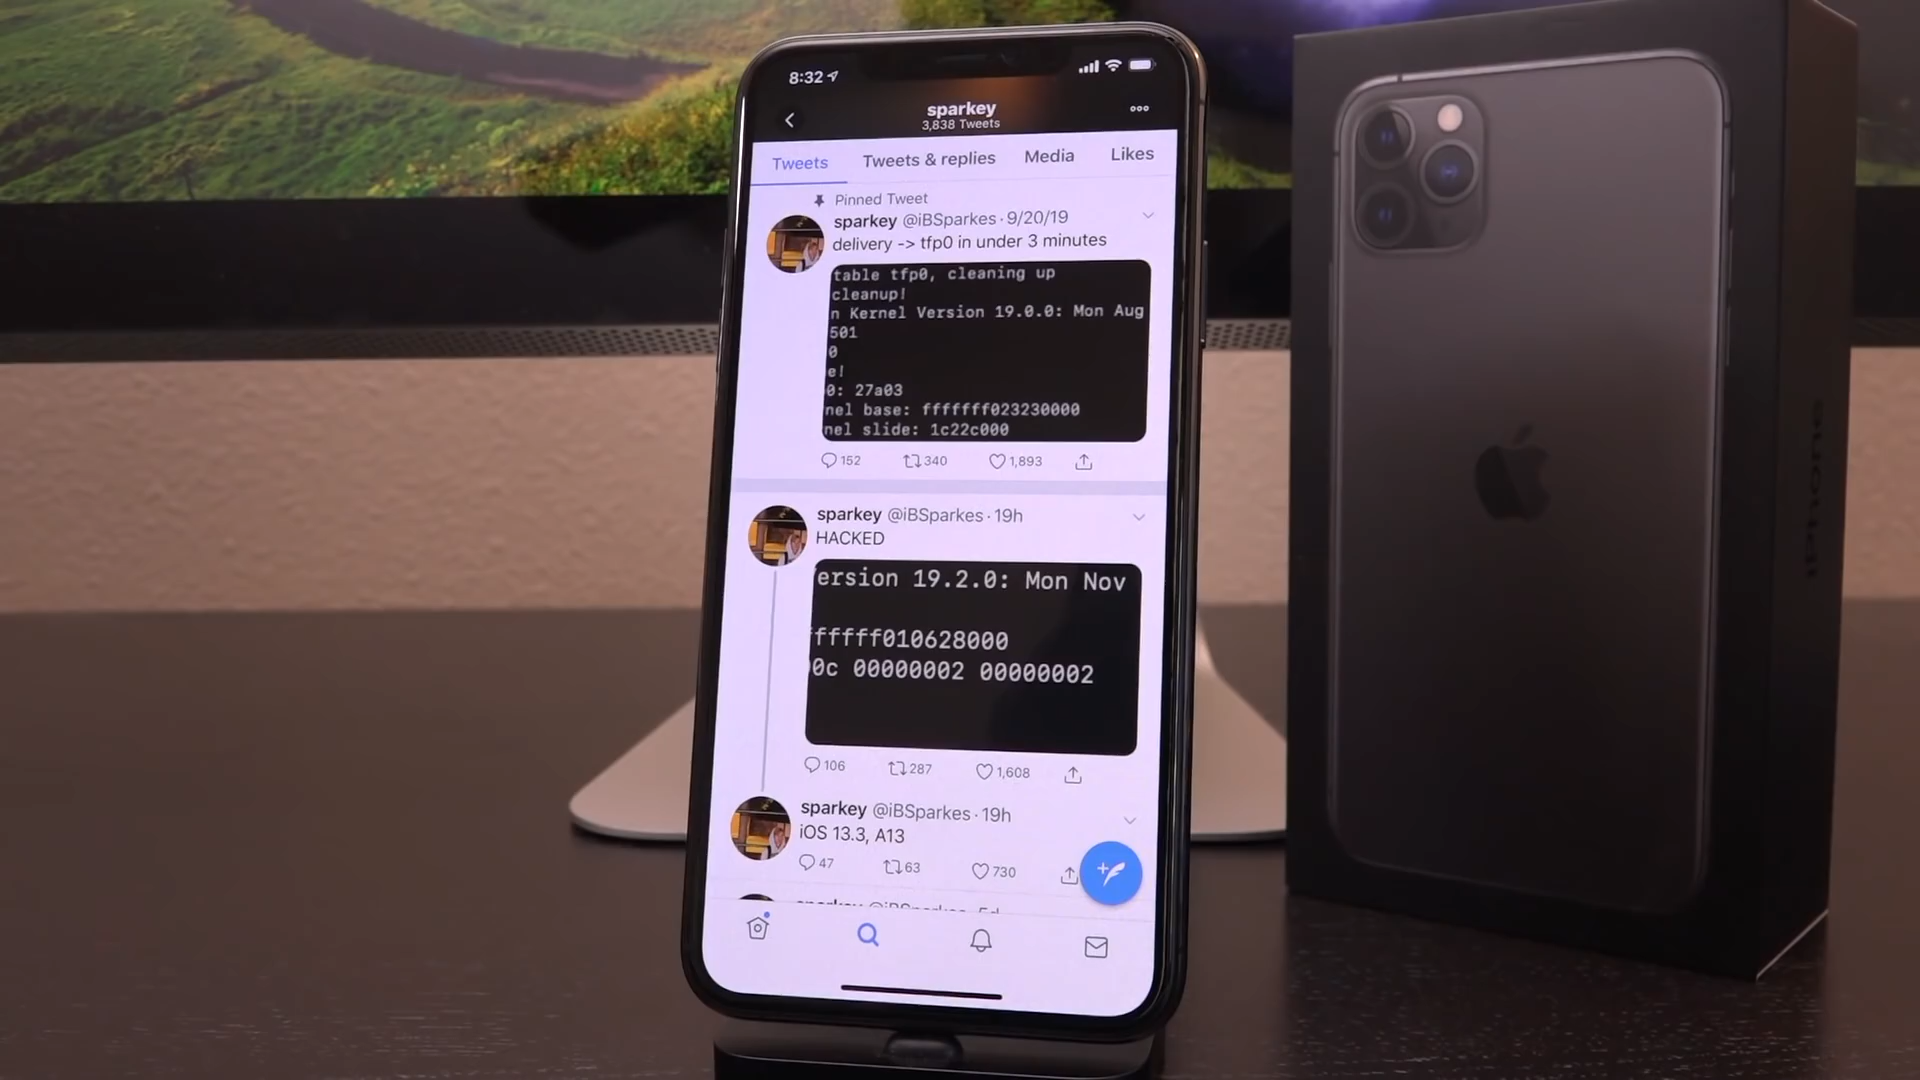 8:32
sparkey
3,838 Tweets
Tweets Tweets & replies Media Likes
Pinned Tweet
sparkey @iBSparkes · 9/20/19
delivery -> tfp0 in under 3 minutes
table tfp0, cleaning up
cleanup!
n Kernel Version 19.0.0: Mon Aug
501
0
e!
0: 27a03
nel base: fffffff023230000
nel slide: 1c22c000
152 340 1,893
sparkey @iBSparkes · 19h
HACKED
ersion 19.2.0: Mon Nov
fffff010628000
0c 00000002 00000002
106 287 1,608
sparkey @iBSparkes · 19h
iOS 13.3, A13
47 63 730
iPhone